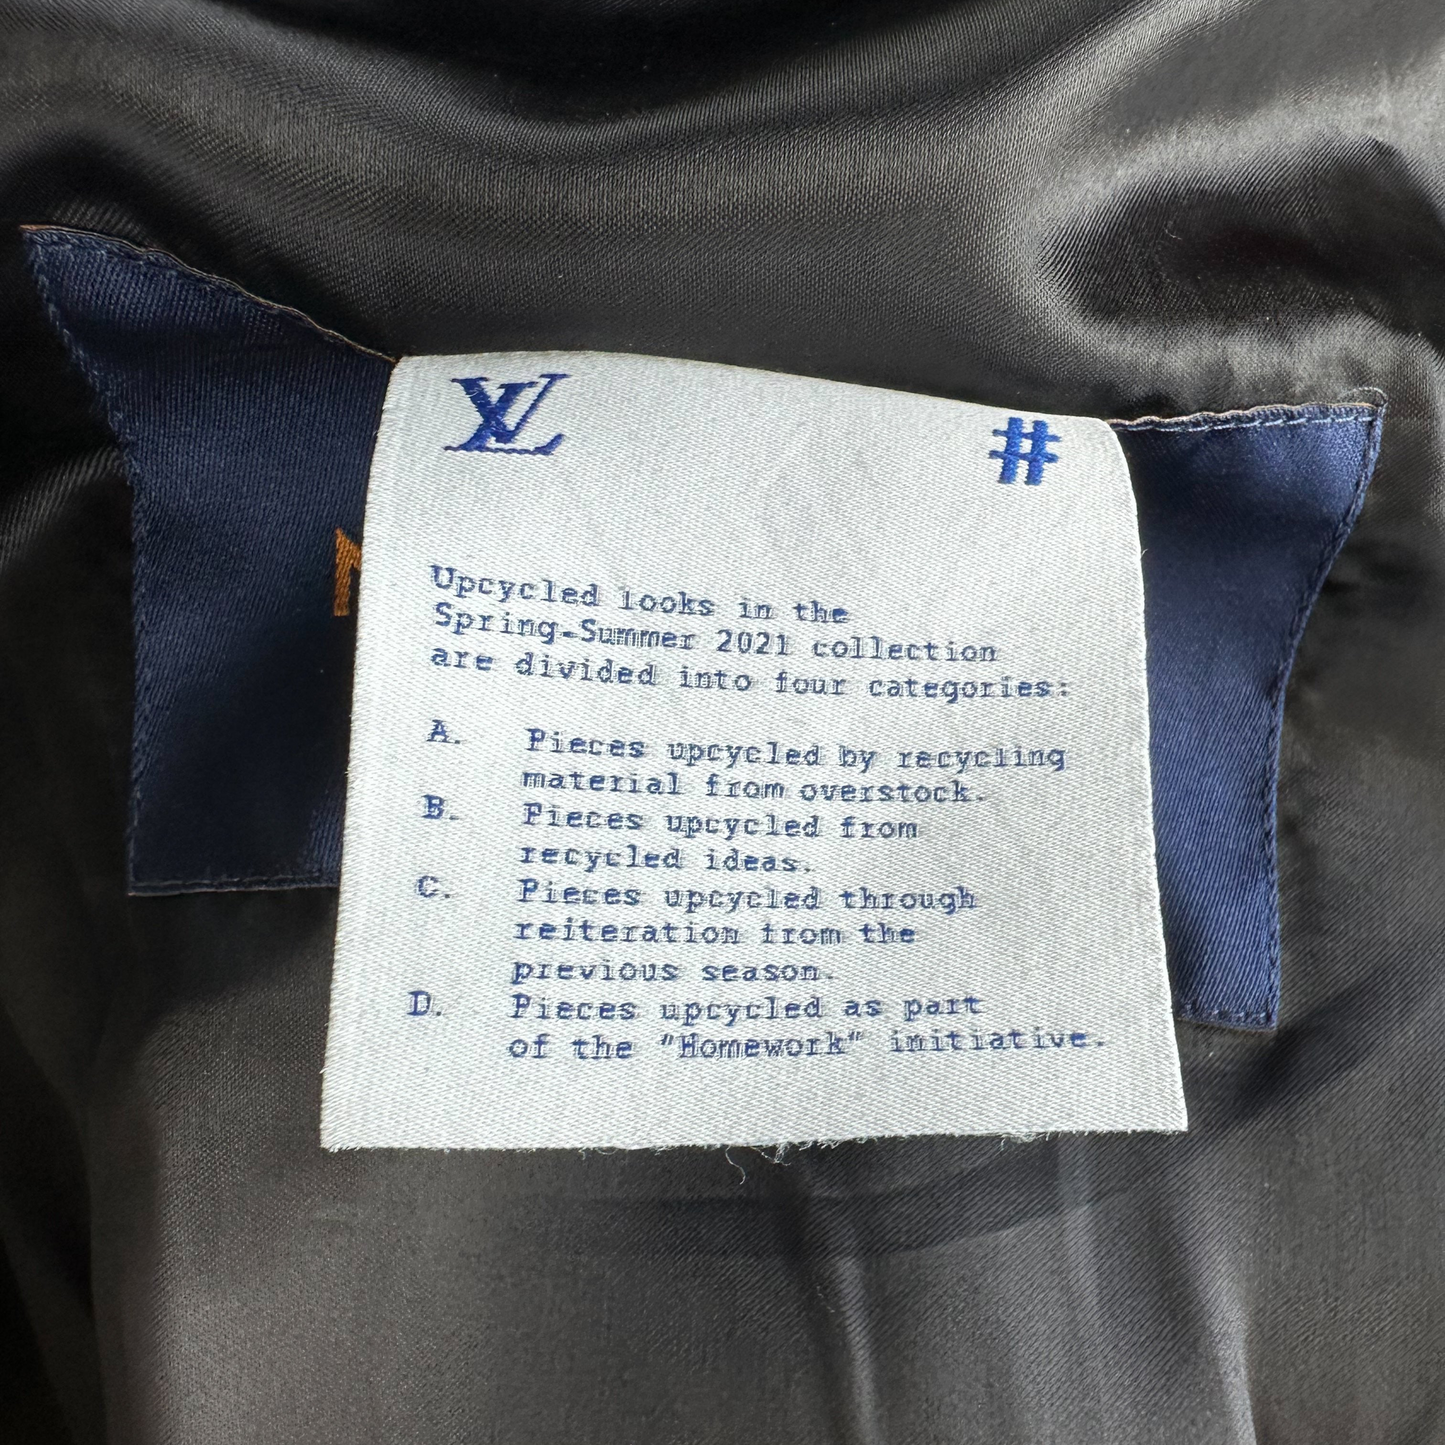 LV #
Upcycled looks in the
Spring-Summer 2021 collection
are divided into four categories:
A. Pieces upcycled by recycling
material from overstock.
B. Pieces upcycled from
recycled ideas.
C. Pieces upcycled through
reiteration from the
previous season.
D. Pieces upcycled as part
of the "Homework" initiative.